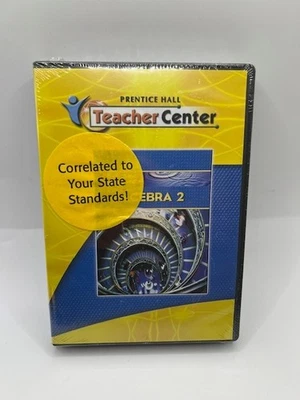 PRENTICE HALL
Teacher Center
Correlated to
Your State
Standards!
EBRA 2